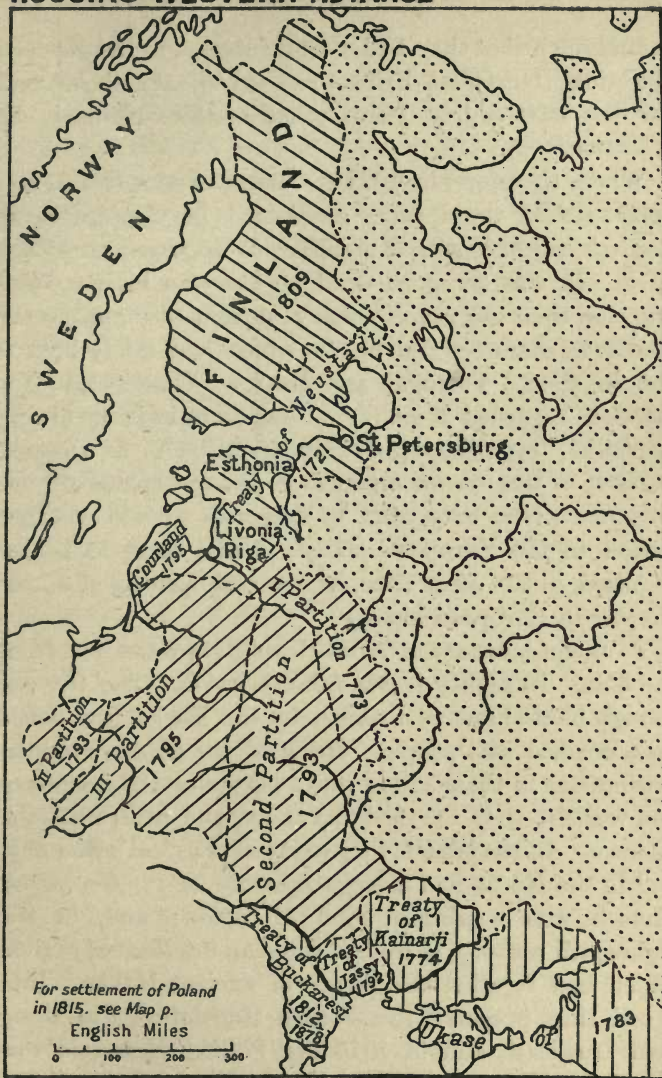 RUSSIA'S WESTERN ADVANCE
NORWAY
SWEDEN
FINLAND
1809
Treaty of Neustadt
1721
St. Petersburg.
Esthonia
Livonia
Riga
Courland
1795
I Partition
1773
II Partition
1793
III Partition
1795
Second Partition
1793
Treaty of
Bucharest
1812
1878
Treaty
of
Jassy
1792
Treaty
of
Kainarji
1774
Ukase of 1783
For settlement of Poland
in 1815. see Map p.
English Miles
0 100 200 300